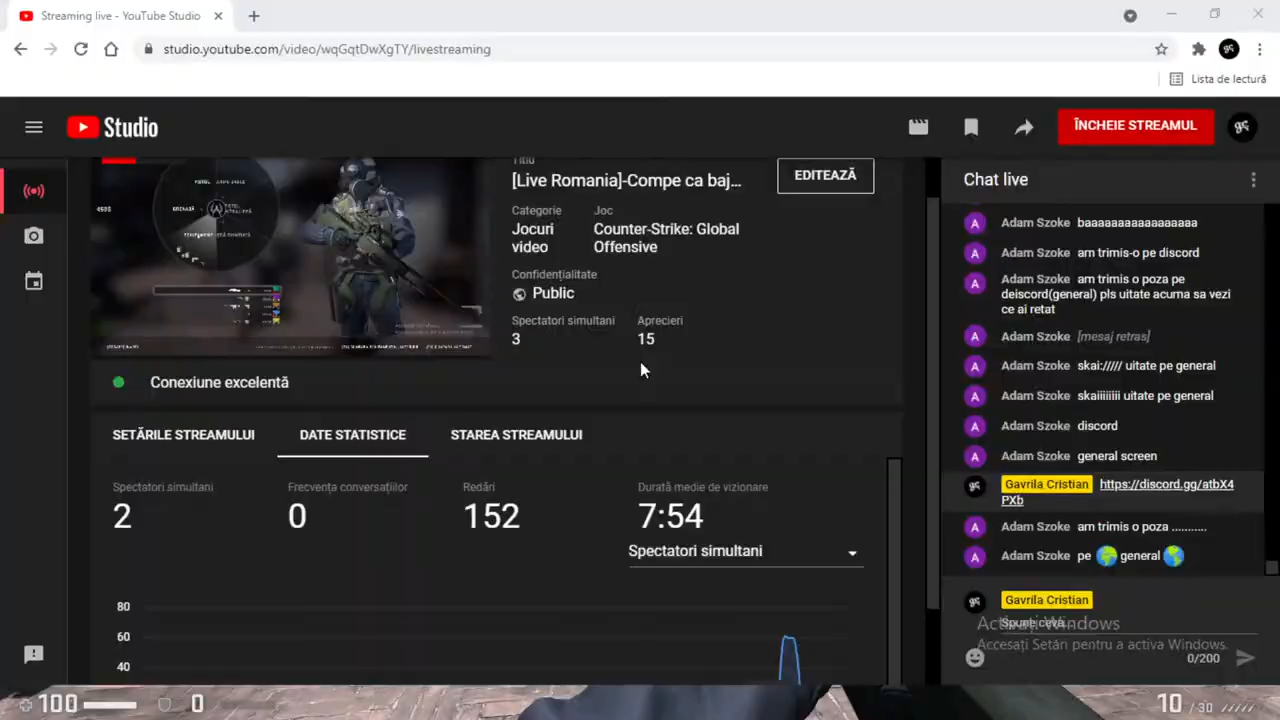 Streaming live - YouTube Studio
studio.youtube.com/video/wqGqtDwXgTY/livestreaming
Lista de lectură
Studio
ÎNCHEIE STREAMUL
Titlu
[Live Romania]-Compe ca baj...
EDITEAZĂ
Categorie
Joc
Jocuri video
Counter-Strike: Global Offensive
Confidențialitate
Public
Spectatori simultani
Aprecieri
3
15
Conexiune excelentă
SETĂRILE STREAMULUI
DATE STATISTICE
STAREA STREAMULUI
Spectatori simultani
2
Frecvența conversațiilor
0
Redări
152
Durată medie de vizionare
7:54
Spectatori simultani
80
60
40
Chat live
Adam Szoke baaaaaaaaaaaaaaaaa
Adam Szoke am trimis-o pe discord
Adam Szoke am trimis o poza pe
deiscord(general) pls uitate acuma sa vezi
ce ai retat
Adam Szoke [mesaj retras]
Adam Szoke skai:///// uitate pe general
Adam Szoke skaiiiiiiii uitate pe general
Adam Szoke discord
Adam Szoke general screen
Gavrila Cristian https://discord.gg/atbX4
PXb
Adam Szoke am trimis o poza ...........
Adam Szoke pe 🌍 general 🌎
Gavrila Cristian
Spune ceva...
Activați Windows
Accesați Setări pentru a activa Windows.
0/200
100
0
10 / 30